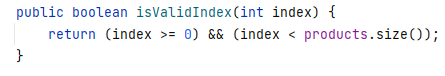 public boolean isValidIndex(int index) {
    return (index >= 0) && (index < products.size());
}